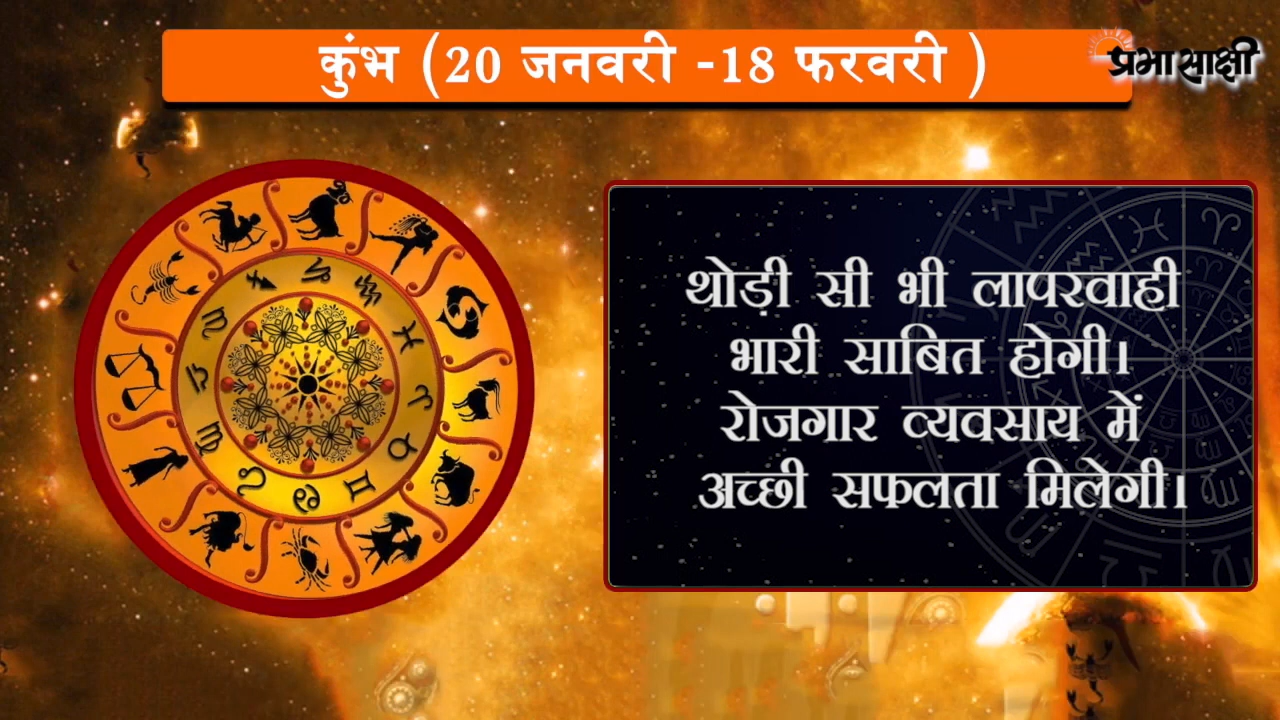 कुंभ (20 जनवरी -18 फरवरी )
प्रभासाक्षी
थोड़ी सी भी लापरवाही
भारी साबित होगी।
रोजगार व्यवसाय में
अच्छी सफलता मिलेगी।